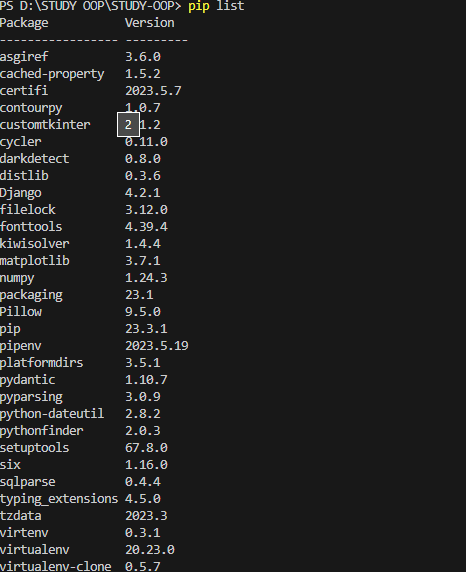 PS D:\STUDY OOP\STUDY-OOP> pip list
Package           Version
----------------- ---------
asgiref           3.6.0
cached-property   1.5.2
certifi           2023.5.7
contourpy         1.0.7
customtkinter     2.1.2
cycler            0.11.0
darkdetect        0.8.0
distlib           0.3.6
Django            4.2.1
filelock          3.12.0
fonttools         4.39.4
kiwisolver        1.4.4
matplotlib        3.7.1
numpy             1.24.3
packaging         23.1
Pillow            9.5.0
pip               23.3.1
pipenv            2023.5.19
platformdirs      3.5.1
pydantic          1.10.7
pyparsing         3.0.9
python-dateutil   2.8.2
pythonfinder      2.0.3
setuptools        67.8.0
six               1.16.0
sqlparse          0.4.4
typing_extensions 4.5.0
tzdata            2023.3
virtenv           0.3.1
virtualenv        20.23.0
virtualenv-clone  0.5.7